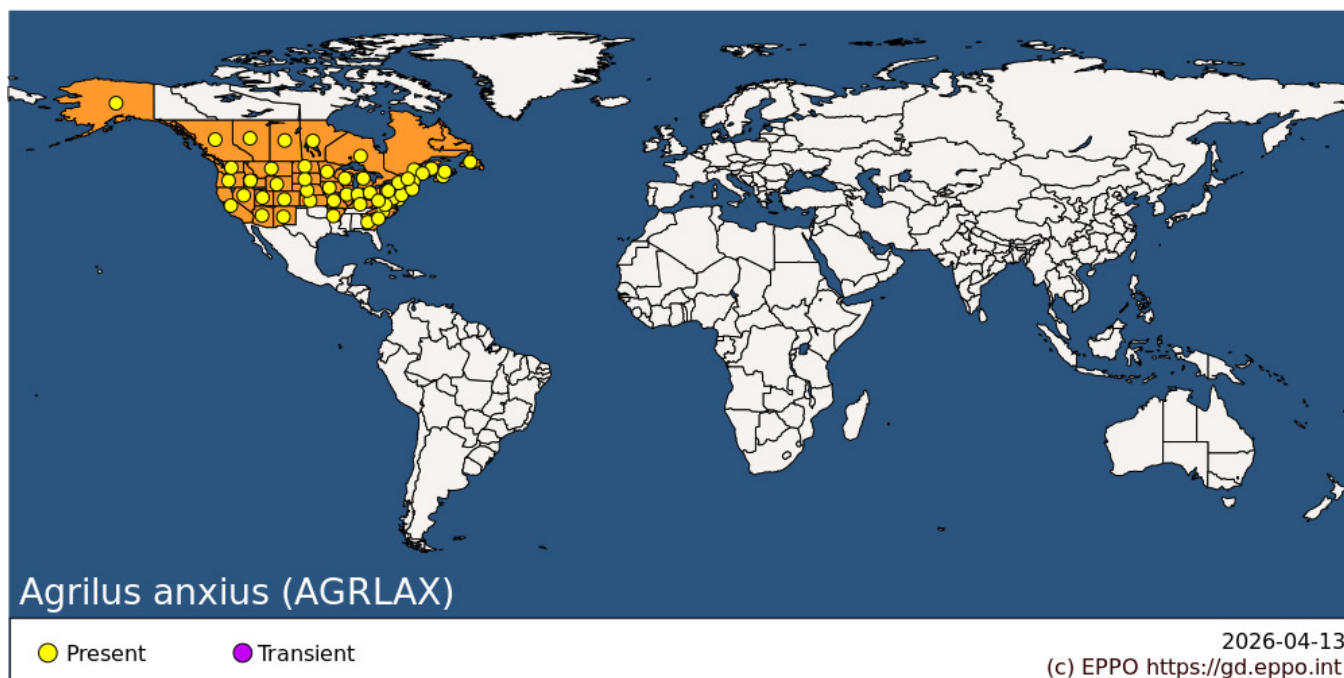 Agrilus anxius (AGRLAX)
Present
Transient
2026-04-13
(c) EPPO https://gd.eppo.int